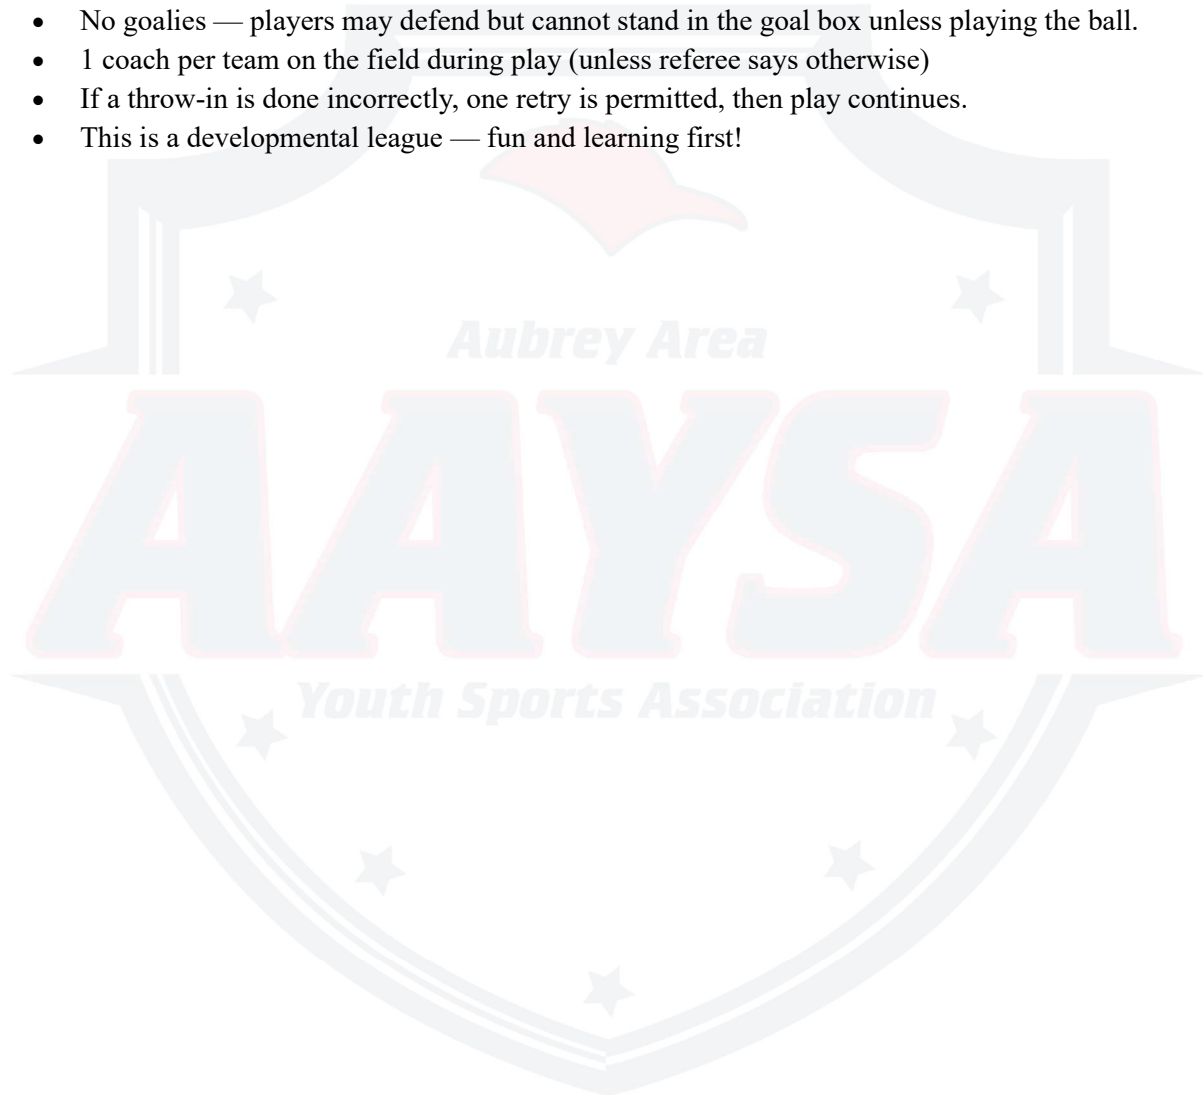 • No goalies — players may defend but cannot stand in the goal box unless playing the ball.
• 1 coach per team on the field during play (unless referee says otherwise)
• If a throw-in is done incorrectly, one retry is permitted, then play continues.
• This is a developmental league — fun and learning first!
Aubrey Area
AAYSA
Youth Sports Association